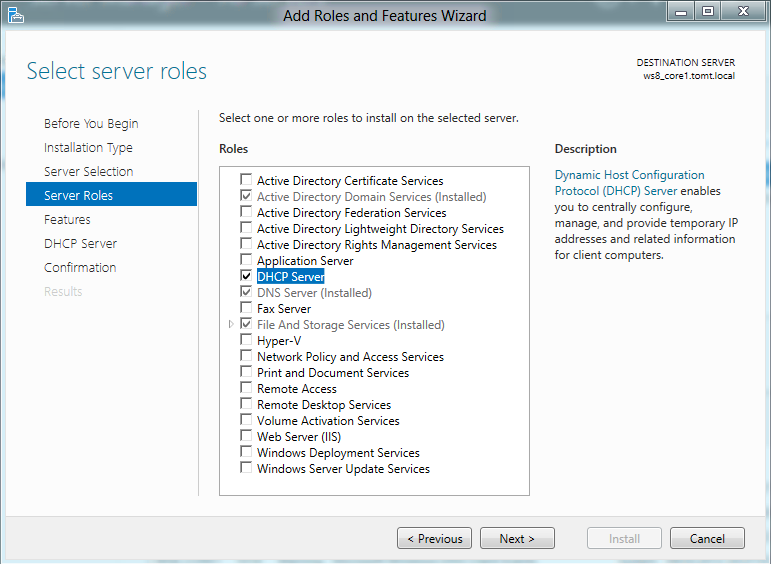 Add Roles and Features Wizard
Select server roles
DESTINATION SERVER
ws8_core1.tomt.local
Before You Begin
Installation Type
Server Selection
Server Roles
Features
DHCP Server
Confirmation
Results
Select one or more roles to install on the selected server.
Roles
Active Directory Certificate Services
Active Directory Domain Services (Installed)
Active Directory Federation Services
Active Directory Lightweight Directory Services
Active Directory Rights Management Services
Application Server
DHCP Server
DNS Server (Installed)
Fax Server
File And Storage Services (Installed)
Hyper-V
Network Policy and Access Services
Print and Document Services
Remote Access
Remote Desktop Services
Volume Activation Services
Web Server (IIS)
Windows Deployment Services
Windows Server Update Services
Description
Dynamic Host Configuration
Protocol (DHCP) Server enables
you to centrally configure,
manage, and provide temporary IP
addresses and related information
for client computers.
< Previous
Next >
Install
Cancel